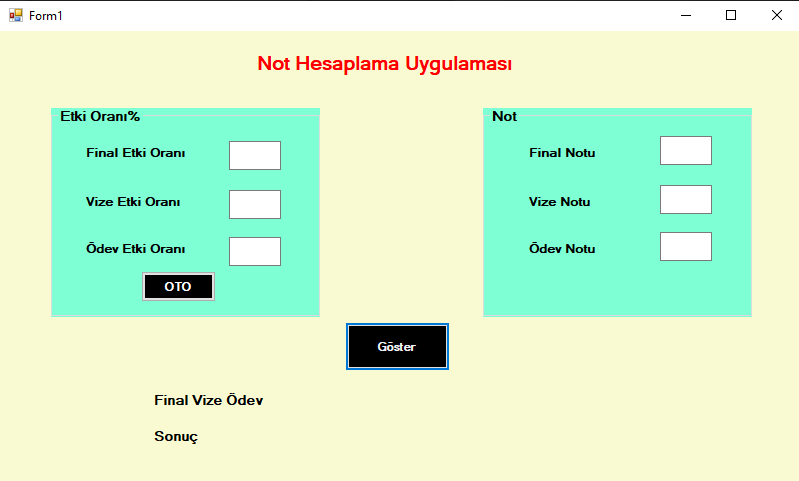 Form1
Not Hesaplama Uygulaması
Etki Oranı%
Final Etki Oranı
Vize Etki Oranı
Ödev Etki Oranı
OTO
Not
Final Notu
Vize Notu
Ödev Notu
Göster
Final Vize Ödev
Sonuç